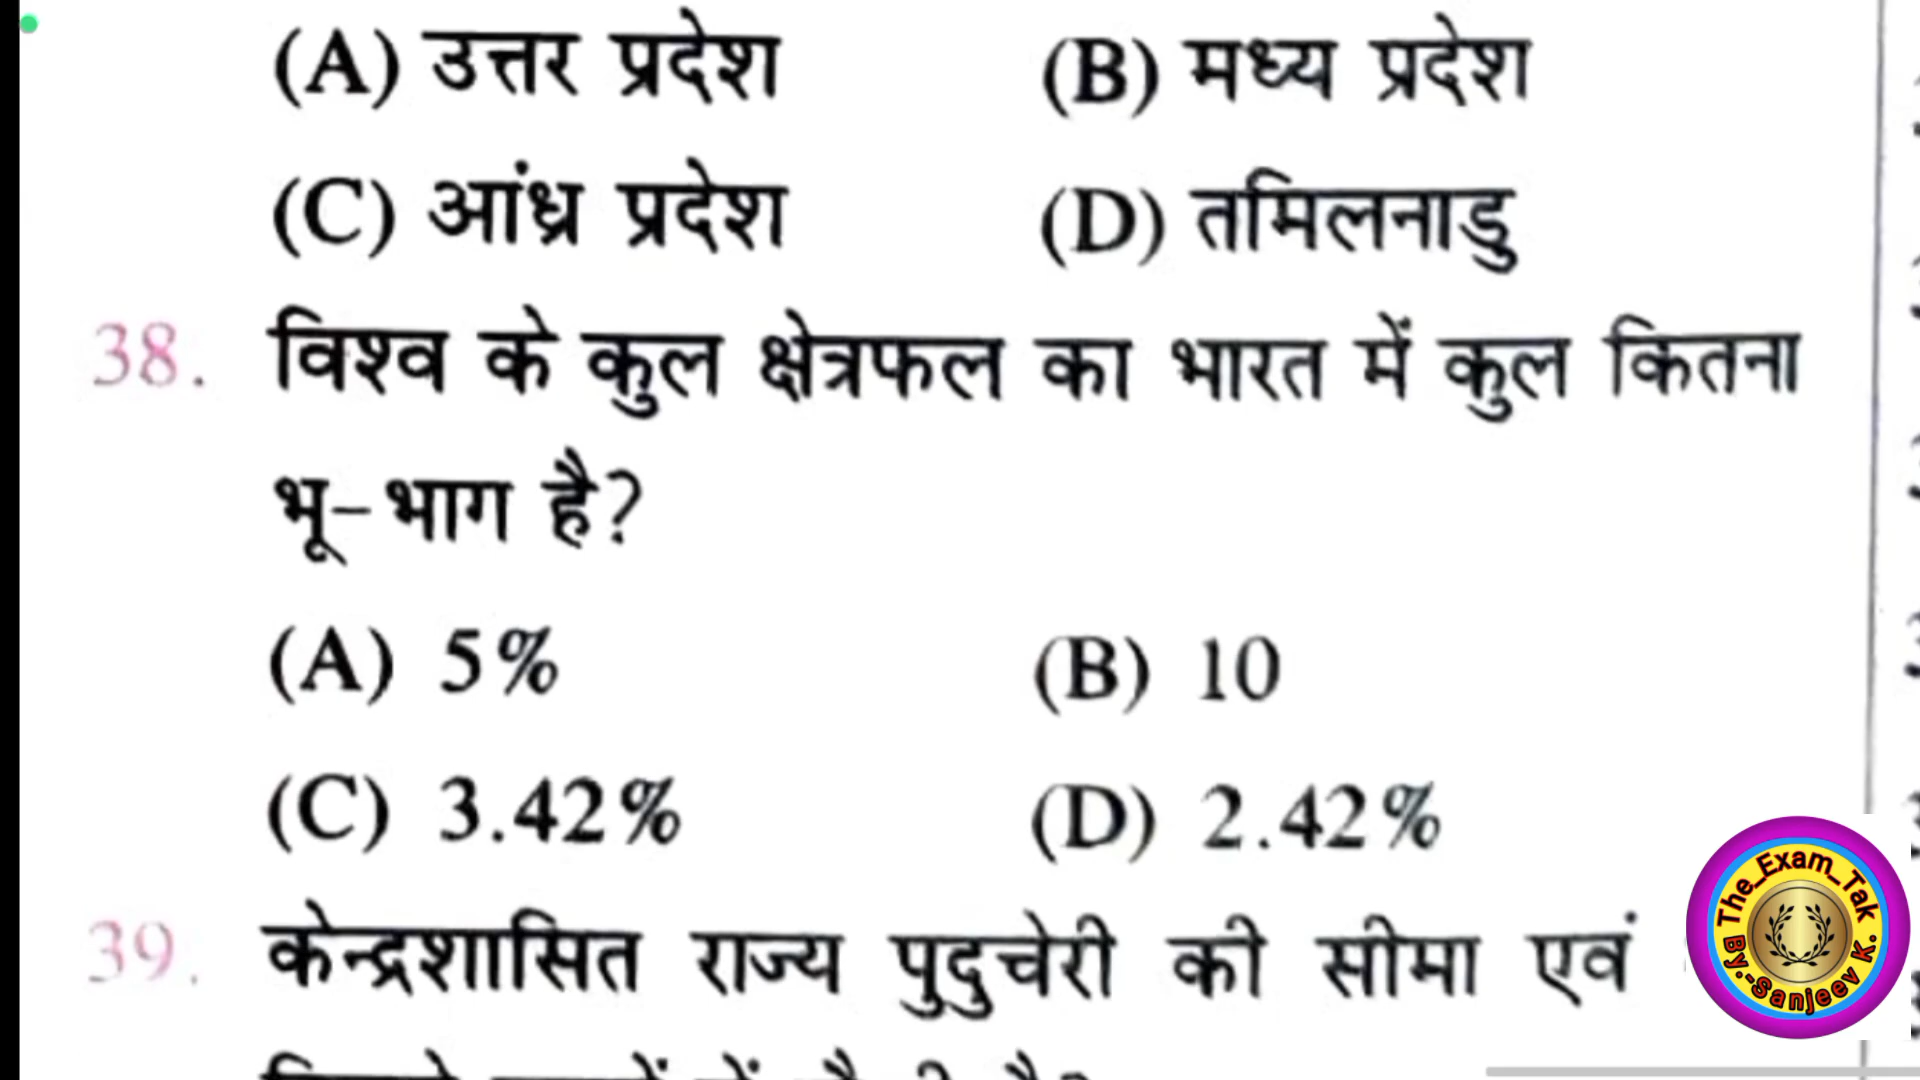 (A) उत्तर प्रदेश (B) मध्य प्रदेश
(C) आंध्र प्रदेश (D) तमिलनाडु
38. विश्व के कुल क्षेत्रफल का भारत में कुल कितना
भू-भाग है?
(A) 5% (B) 10
(C) 3.42% (D) 2.42%
39. केन्द्रशासित राज्य पुदुचेरी की सीमा एवं
The_Exam_Tak
By.-Sanjeev K.